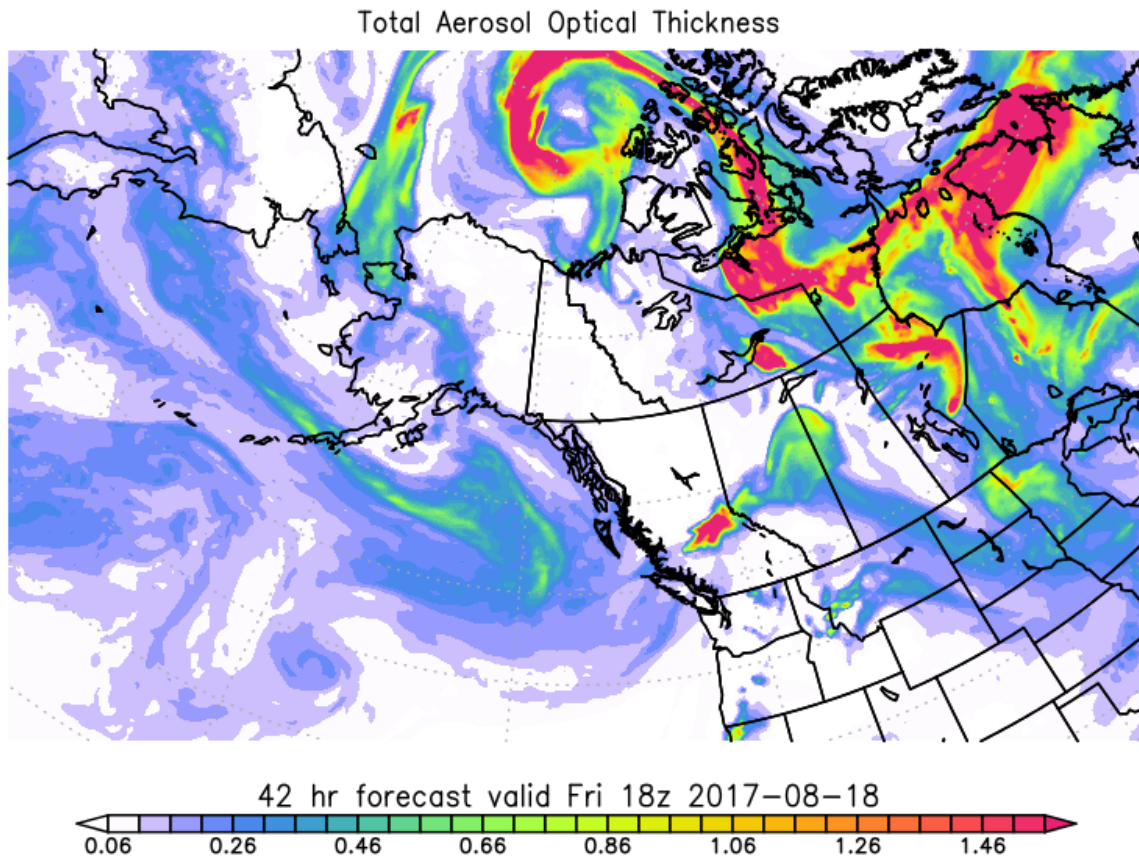 Total Aerosol Optical Thickness
42 hr forecast valid Fri 18z 2017-08-18
0.06 0.26 0.46 0.66 0.86 1.06 1.26 1.46